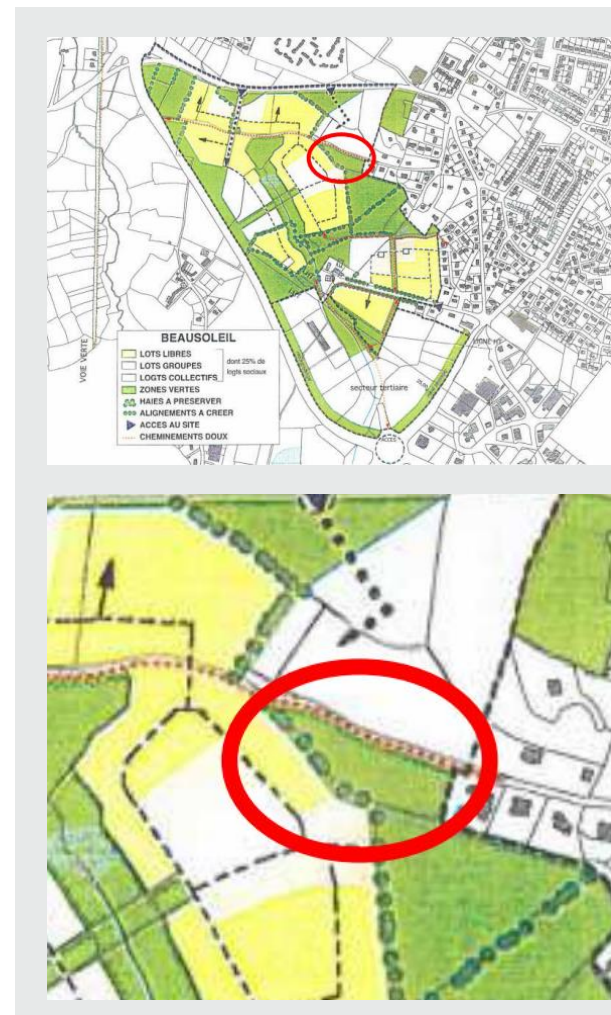 BEAUSOLEIL
LOTS LIBRES
LOTS GROUPES
LOGTS COLLECTIFS
dont 25% de
logts sociaux
ZONES VERTES
HAIES A PRESERVER
ALIGNEMENTS A CREER
ACCES AU SITE
CHEMINEMENTS DOUX
VOIE VERTE
secteur tertiaire